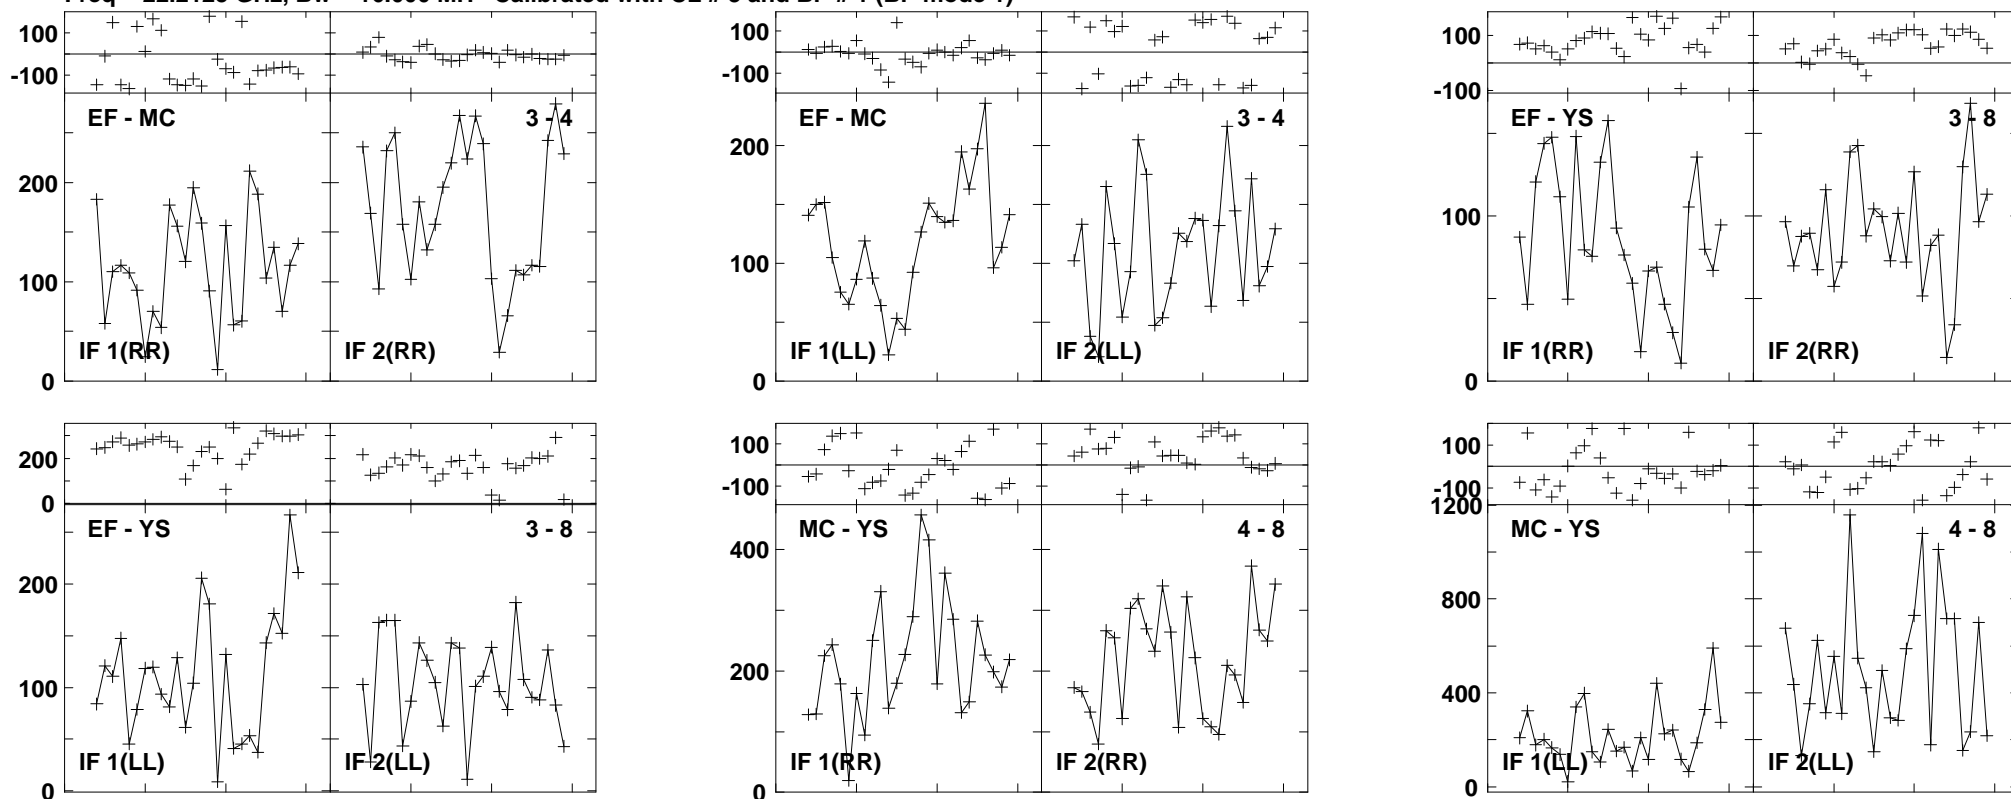 100
-100
EF - MC
3 - 4
200
100
0
IF 1(RR)
IF 2(RR)
100
-100
EF - MC
3 - 4
200
100
0
IF 1(LL)
IF 2(LL)
100
-100
EF - YS
3 - 8
100
0
IF 1(RR)
IF 2(RR)
200
0
EF - YS
3 - 8
200
100
0
IF 1(LL)
IF 2(LL)
100
-100
MC - YS
4 - 8
400
200
0
IF 1(RR)
IF 2(RR)
100
-100
1200
MC - YS
4 - 8
800
400
0
IF 1(LL)
IF 2(LL)